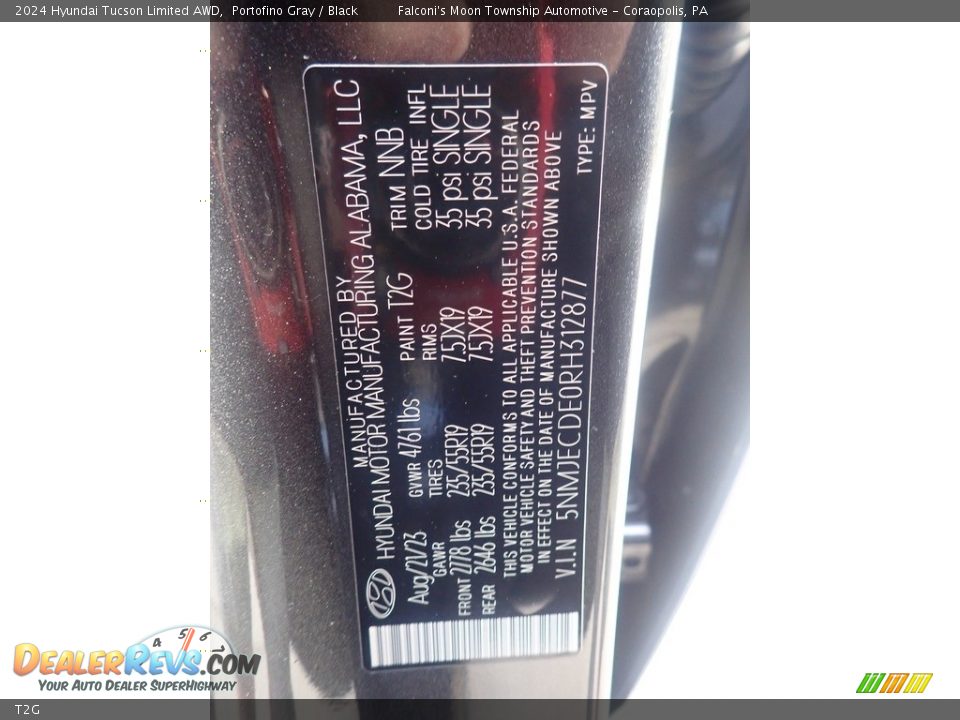 2024 Hyundai Tucson Limited AWD,  Portofino Gray / Black    Falconi's Moon Township Automotive - Coraopolis, PA
MANUFACTURED BY
HYUNDAI MOTOR MANUFACTURING ALABAMA, LLC
Aug/21/23 GVWR 4761 lbs PAINT T2G TRIM NNB
GAWR TIRES RIMS COLD TIRE INFL
FRONT 2778 lbs 235/55R19 7.5JX19 35 psi SINGLE
REAR 2646 lbs 235/55R19 7.5JX19 35 psi SINGLE
THIS VEHICLE CONFORMS TO ALL APPLICABLE U.S.A. FEDERAL
MOTOR VEHICLE SAFETY AND THEFT PREVENTION STANDARDS
IN EFFECT ON THE DATE OF MANUFACTURE SHOWN ABOVE
V.I.N 5NMJECDE0RH312877 TYPE: MPV
4 5 6
DEALERREVS.COM
YOUR AUTO DEALER SUPERHIGHWAY
T2G